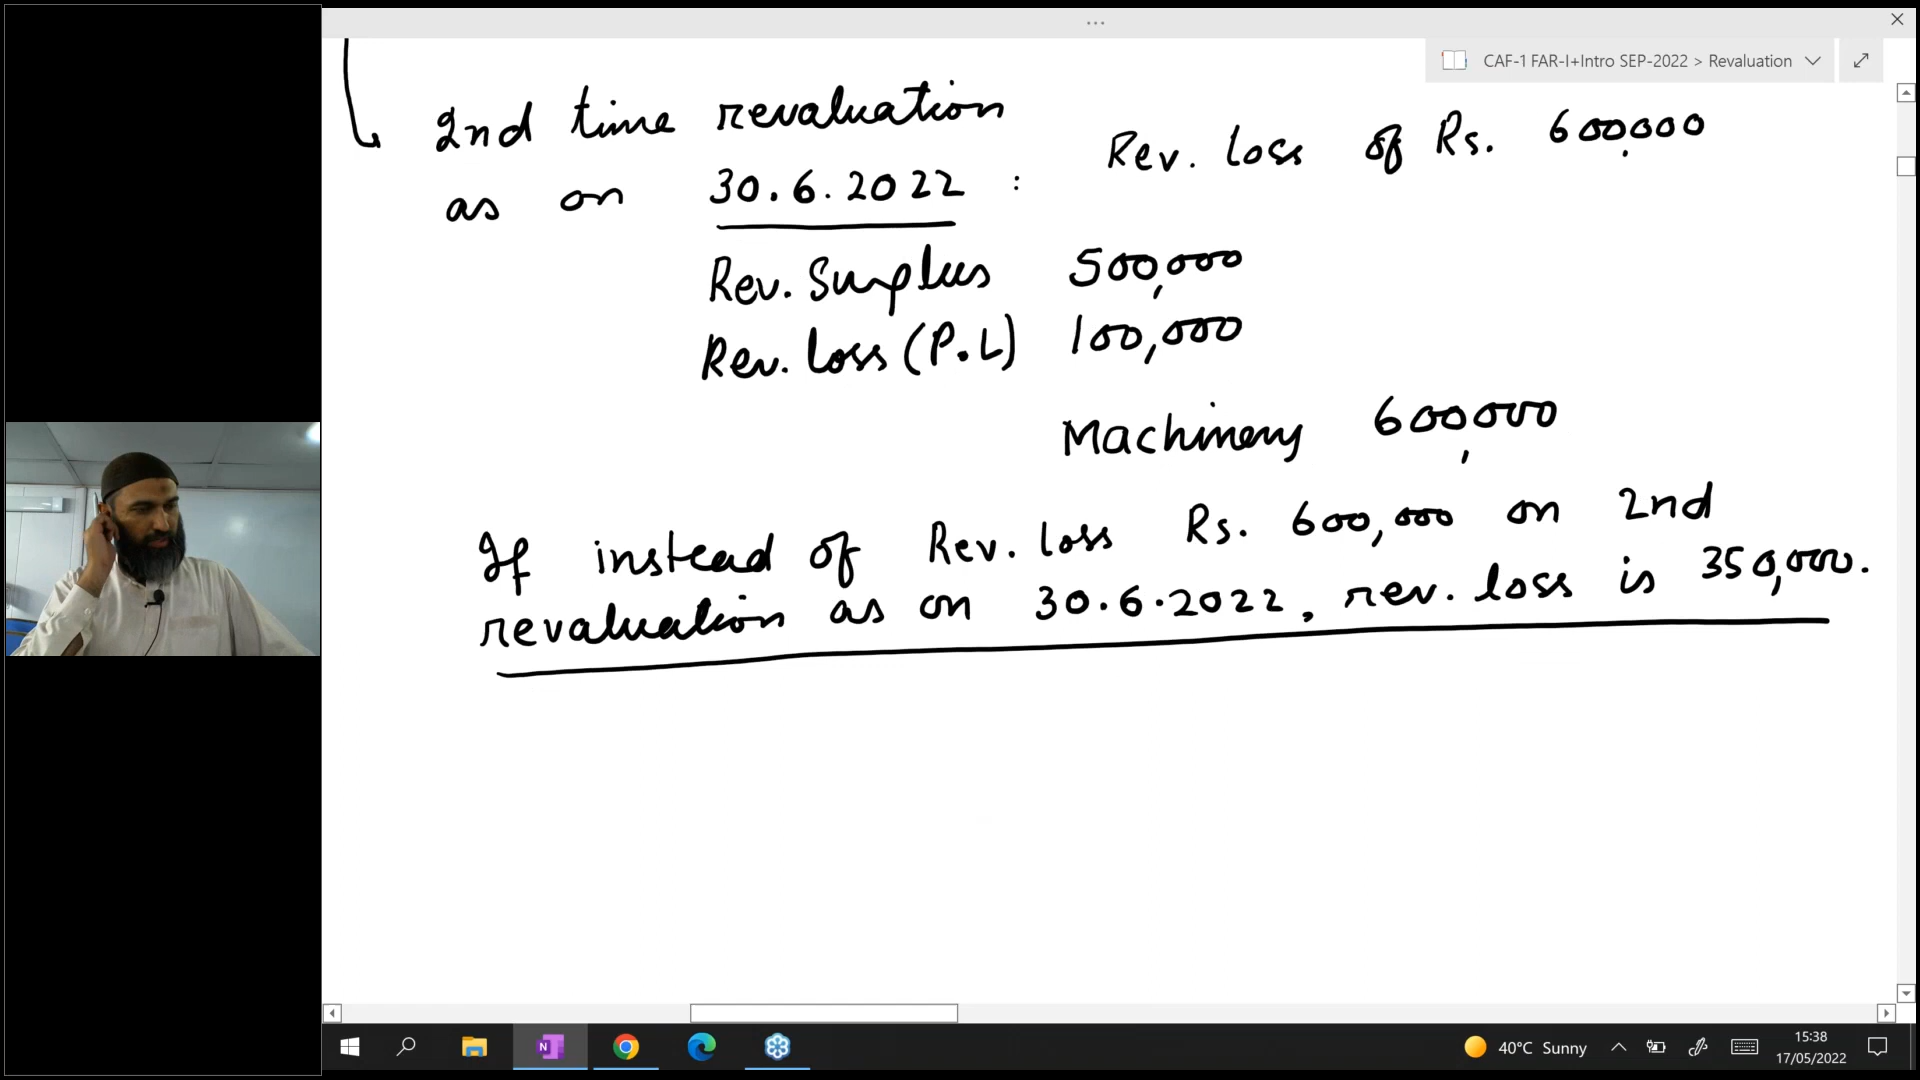 CAF-1 FAR-I+Intro SEP-2022 > Revaluation
2nd time revaluation
as on 30.6.2022 :
Rev. loss of Rs. 600,000
Rev. Surplus 500,000
Rev. loss (P.L) 100,000
Machinery 600,000
If instead of Rev. loss Rs. 600,000 on 2nd
revaluation as on 30.6.2022, rev. loss is 350,000.
40°C Sunny
15:38
17/05/2022